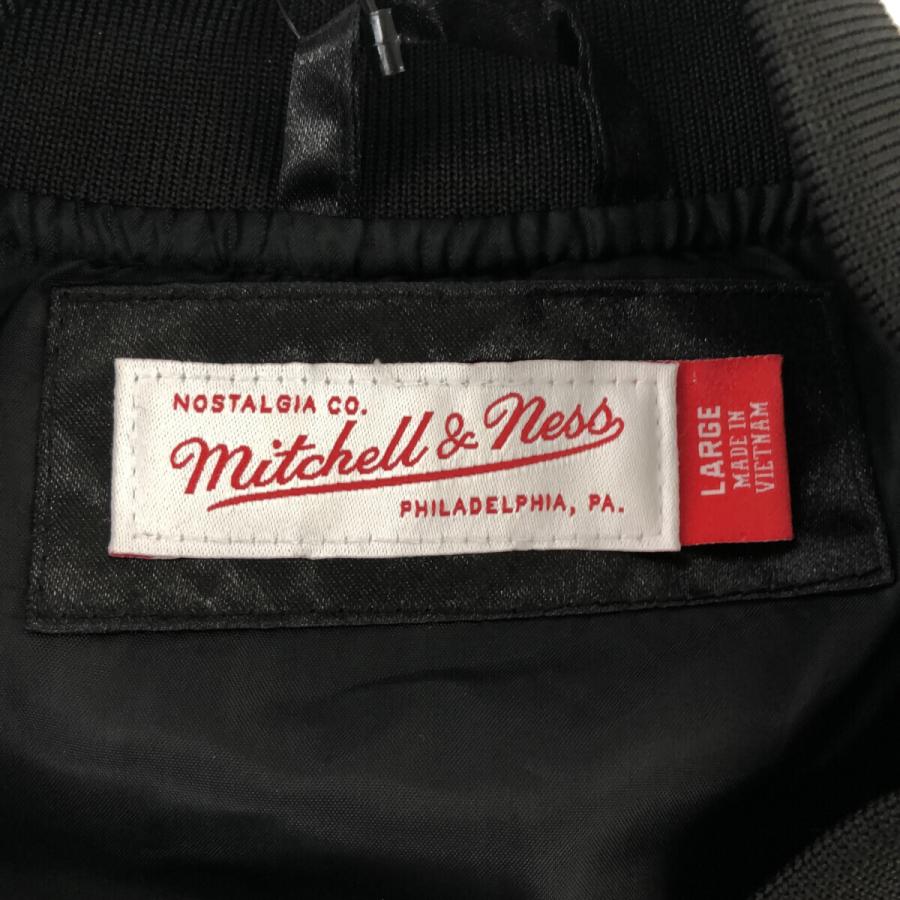 NOSTALGIA CO.
Mitchell & Ness
PHILADELPHIA, PA.
LARGE
MADE IN
VIETNAM